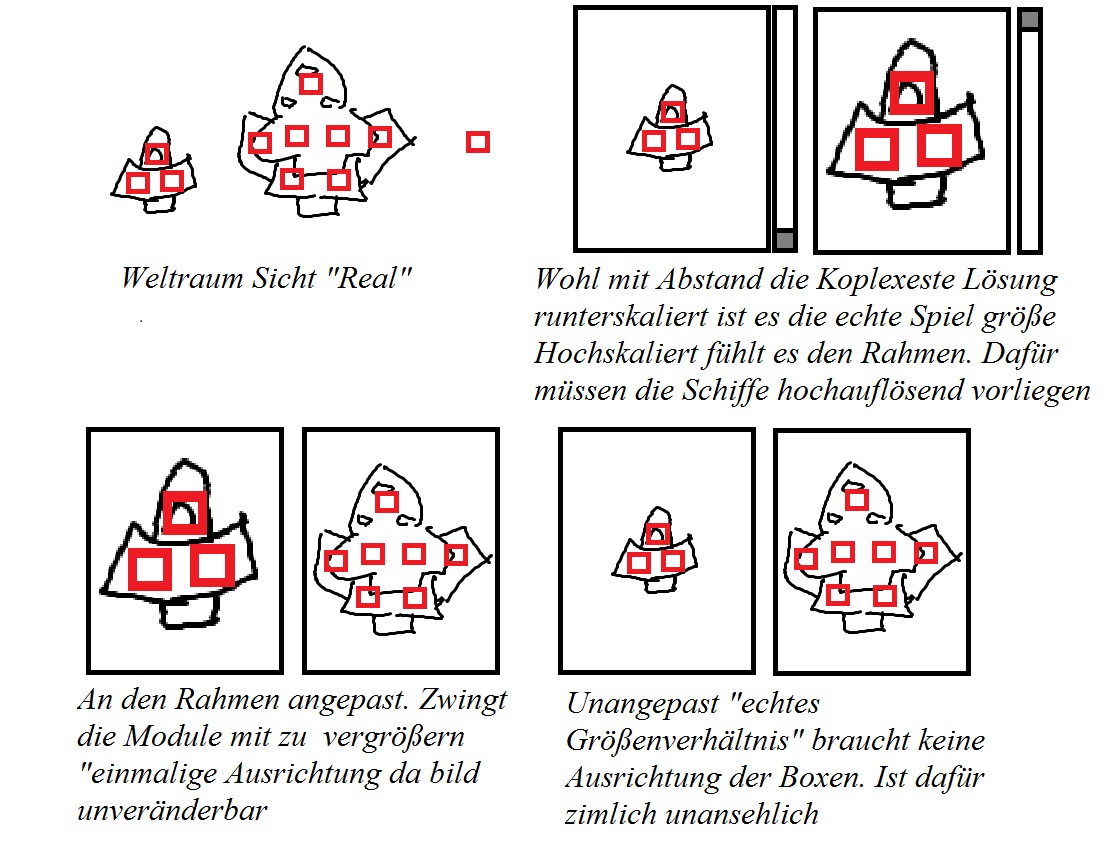 Weltraum Sicht "Real"
Wohl mit Abstand die Koplexeste Lösung
runterskaliert ist es die echte Spiel größe
Hochskaliert fühlt es den Rahmen. Dafür
müssen die Schiffe hochauflösend vorliegen
An den Rahmen angepast. Zwingt
die Module mit zu vergrößern
"einmalige Ausrichtung da bild
unveränderbar
Unangepast "echtes
Größenverhältnis" braucht keine
Ausrichtung der Boxen. Ist dafür
zimlich unansehlich